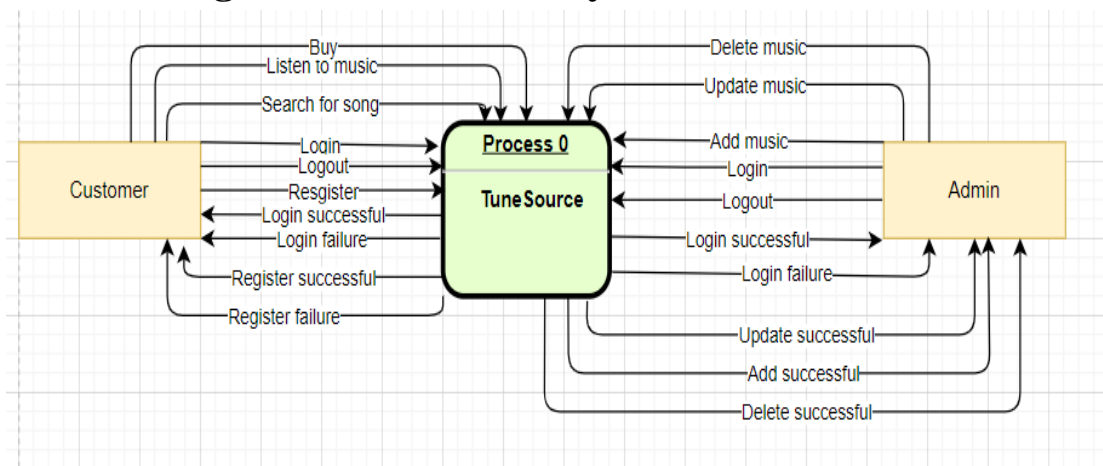 Buy
Listen to music
Search for song
Login
Logout
Resgister
Login successful
Login failure
Register successful
Register failure
Customer
Process 0
TuneSource
Delete music
Update music
Add music
Login
Logout
Login successful
Login failure
Update successful
Add successful
Delete successful
Admin